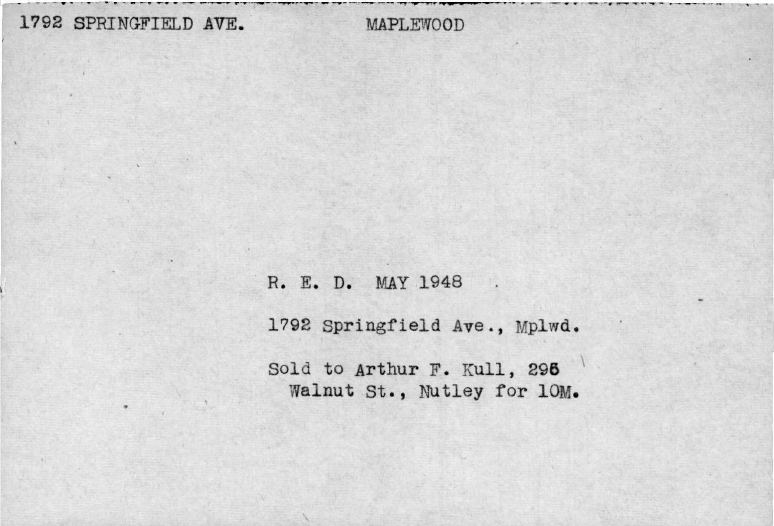 1792 SPRINGFIELD AVE. MAPLEWOOD
R. E. D. MAY 1948
1792 Springfield Ave., Mplwd.
Sold to Arthur F. Kull, 296
Walnut St., Nutley for 10M.